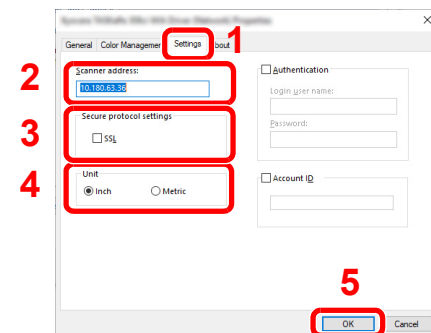 1
General Color Managemer Settings bout
2
Scanner address:
10.180.63.36
Authentication
Login user name:
Password:
3
Secure protocol settings
SSL
4
Unit
Inch Metric
Account ID
5
OK Cancel